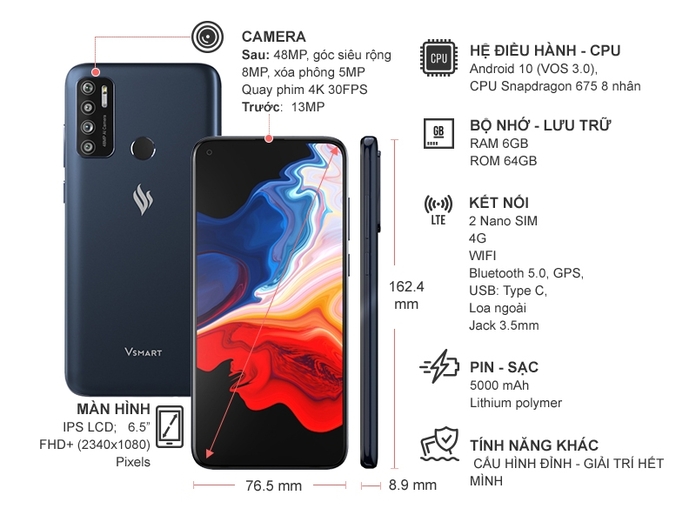 CAMERA
Sau: 48MP, góc siêu rộng
8MP, xóa phông 5MP
Quay phim 4K 30FPS
Trước: 13MP
CPU
HỆ ĐIỀU HÀNH - CPU
Android 10 (VOS 3.0),
CPU Snapdragon 675 8 nhân
GB
BỘ NHỚ - LƯU TRỮ
RAM 6GB
ROM 64GB
LTE
KẾT NỐI
2 Nano SIM
4G
WIFI
Bluetooth 5.0, GPS,
USB: Type C,
Loa ngoài
Jack 3.5mm
PIN - SẠC
5000 mAh
Lithium polymer
TÍNH NĂNG KHÁC
CẤU HÌNH ĐỈNH - GIẢI TRÍ HẾT
MÌNH
48MP AI Camera
VSMART
MÀN HÌNH
IPS LCD; 6.5”
FHD+ (2340x1080)
Pixels
162.4
mm
76.5 mm
8.9 mm